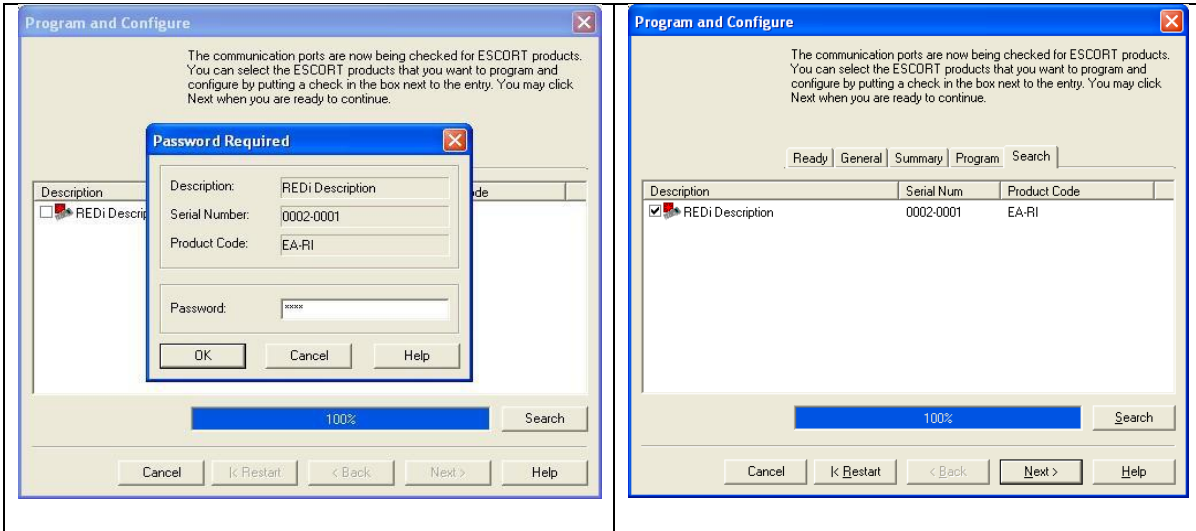 Program and Configure
The communication ports are now being checked for ESCORT products.
You can select the ESCORT products that you want to program and
configure by putting a check in the box next to the entry. You may click
Next when you are ready to continue.
Password Required
Description: REDi Description
Serial Number: 0002-0001
Product Code: EA-RI
Password: ****
OK Cancel Help
Description de
REDi Descrip
100% Search
Cancel |< Restart < Back Next > Help
Program and Configure
The communication ports are now being checked for ESCORT products.
You can select the ESCORT products that you want to program and
configure by putting a check in the box next to the entry. You may click
Next when you are ready to continue.
Ready General Summary Program Search
Description Serial Num Product Code
REDi Description 0002-0001 EA-RI
100% Search
Cancel |< Restart < Back Next > Help